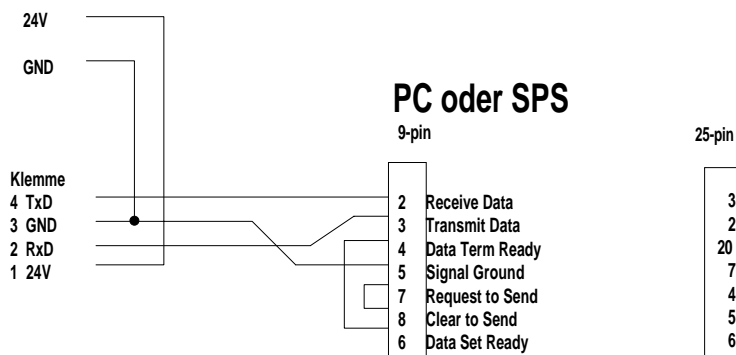 24V
GND
PC oder SPS
9-pin
25-pin
Klemme
4 TxD
3 GND
2 RxD
1 24V
2 Receive Data
3 Transmit Data
4 Data Term Ready
5 Signal Ground
7 Request to Send
8 Clear to Send
6 Data Set Ready
3
2
20
7
4
5
6